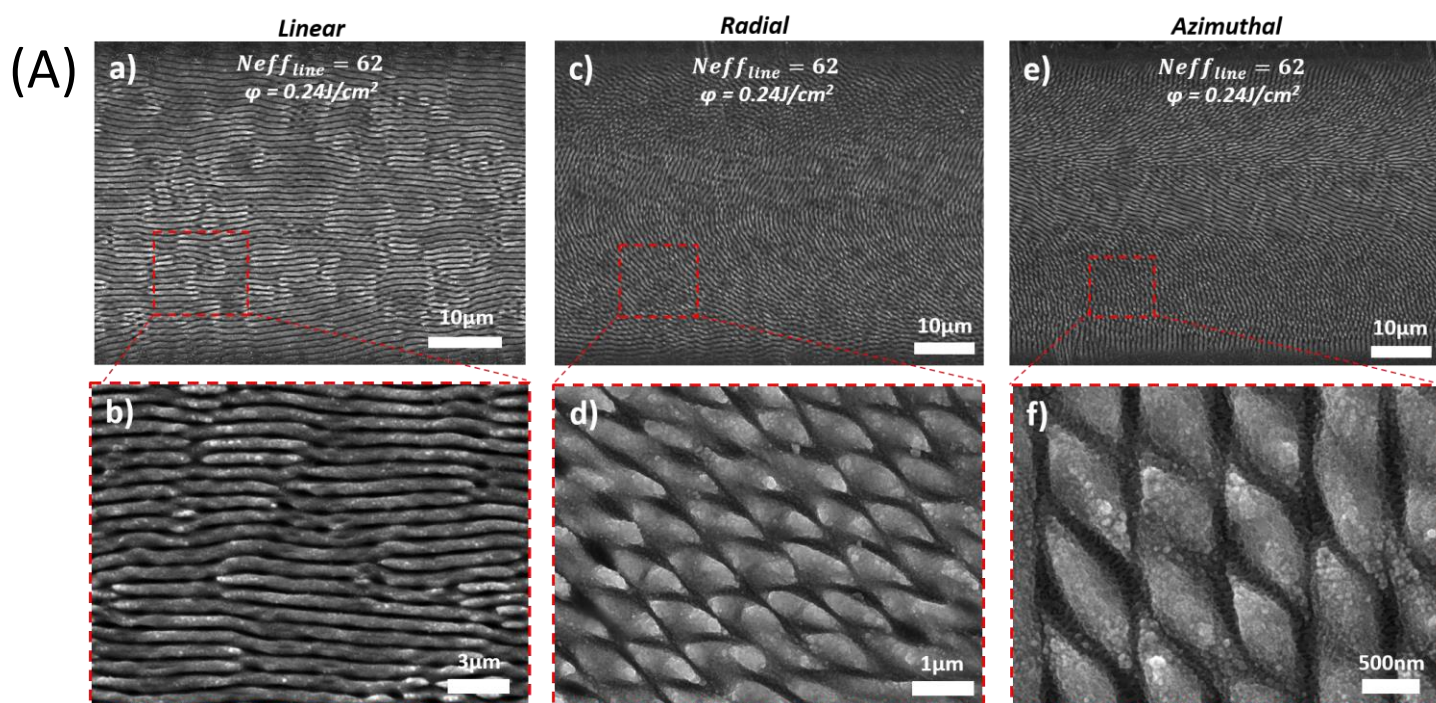 (A)
Linear
Radial
Azimuthal
a)
Neff_line = 62
φ = 0.24J/cm²
10μm
c)
Neff_line = 62
φ = 0.24J/cm²
10μm
e)
Neff_line = 62
φ = 0.24J/cm²
10μm
b)
3μm
d)
1μm
f)
500nm